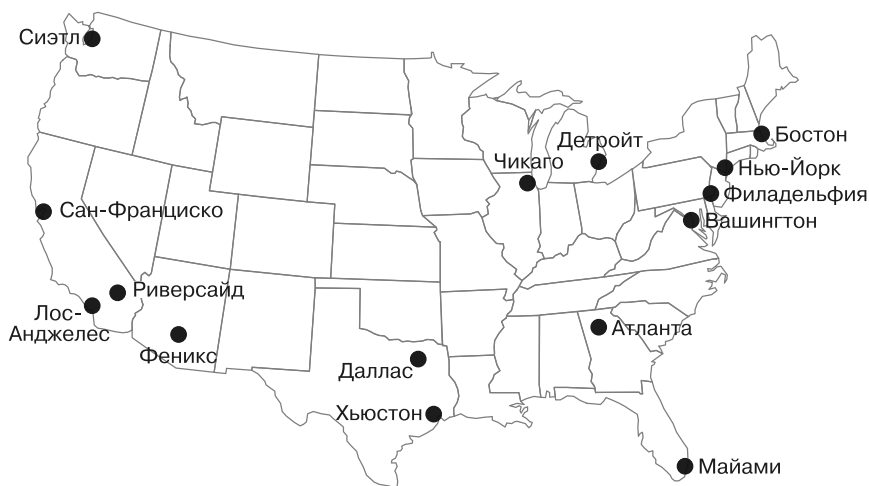 Сиэтл
Бостон
Детройт
Чикаго
Нью-Йорк
Филадельфия
Сан-Франциско
Вашингтон
Риверсайд
Лос-
Анджелес
Атланта
Феникс
Даллас
Хьюстон
Майами